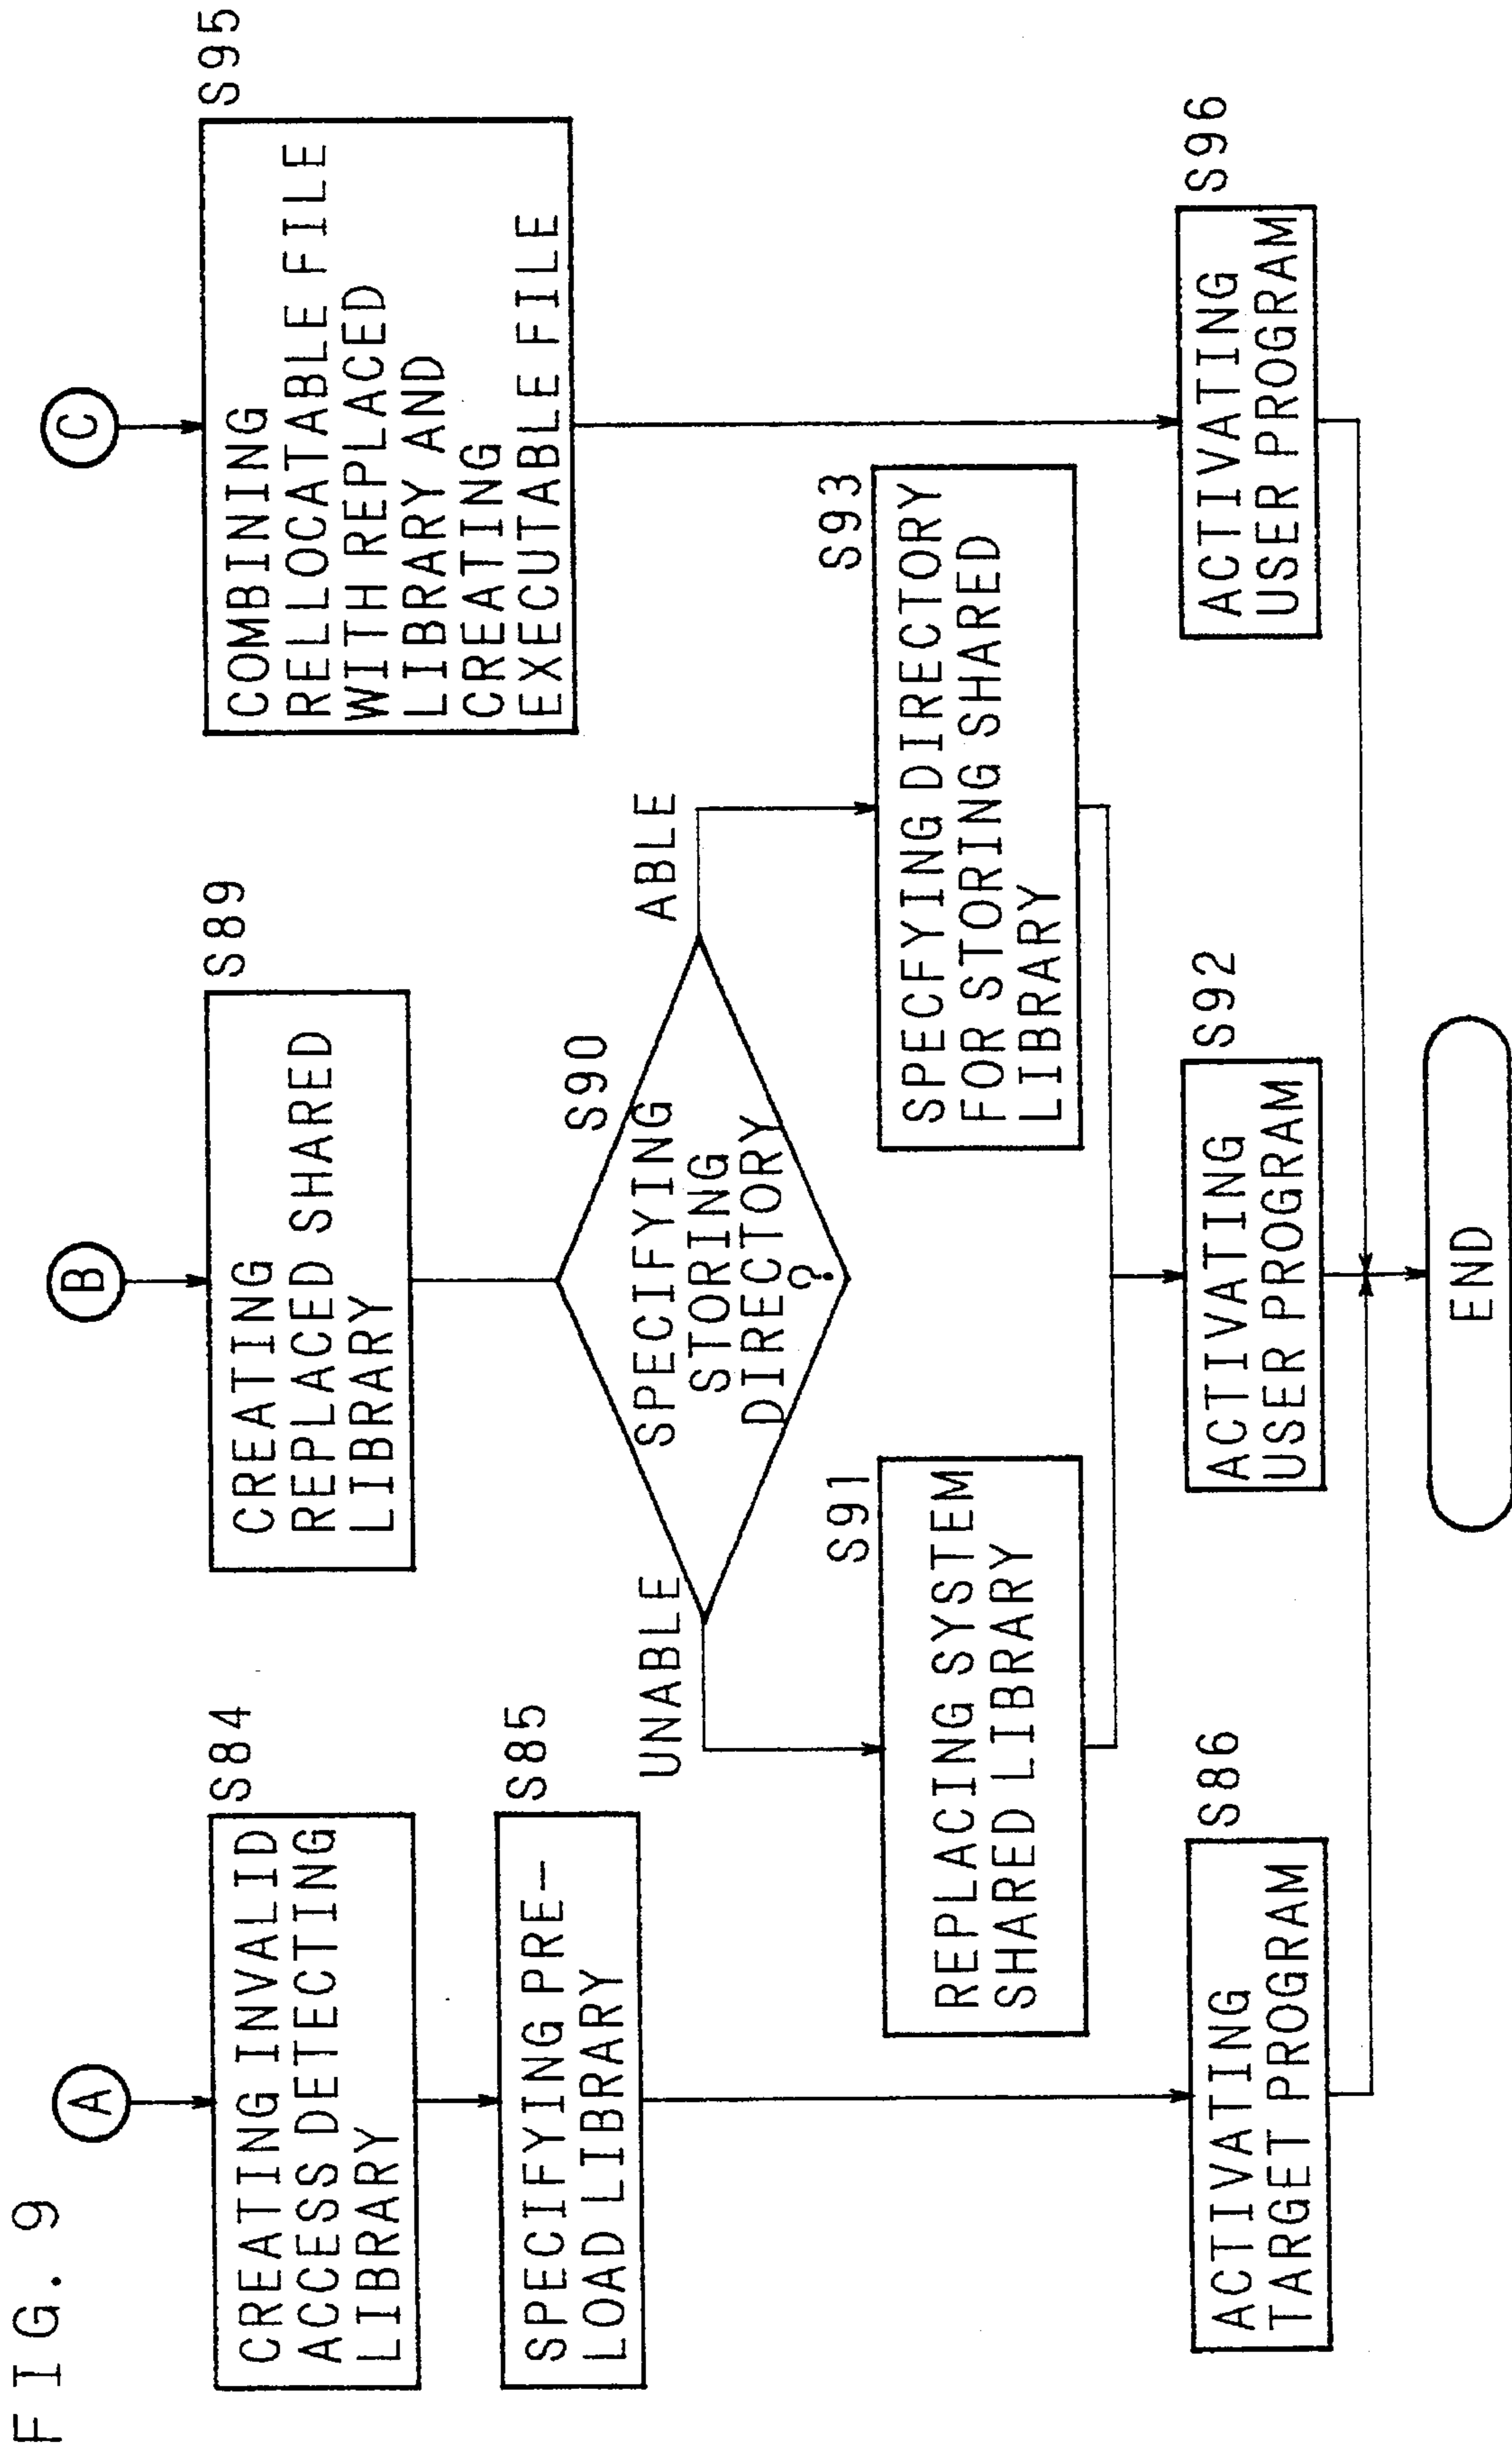 FIG. 9
A
S84
CREATING INVALID
ACCESS DETECTING
LIBRARY
S85
SPECIFYING PRE-
LOAD LIBRARY
S86
ACTIVATING
TARGET PROGRAM
B
S89
CREATING
REPLACED SHARED
LIBRARY
S90
SPECIFYING
STORING
DIRECTORY
?
UNABLE
ABLE
S91
REPLACING SYSTEM
SHARED LIBRARY
S93
SPECFYING DIRECTORY
FOR STORING SHARED
LIBRARY
S92
ACTIVATING
USER PROGRAM
C
S95
COMBINING
RELLOCATABLE FILE
WITH REPLACED
LIBRARY AND
CREATING
EXECUTABLE FILE
S96
ACTIVATING
USER PROGRAM
END